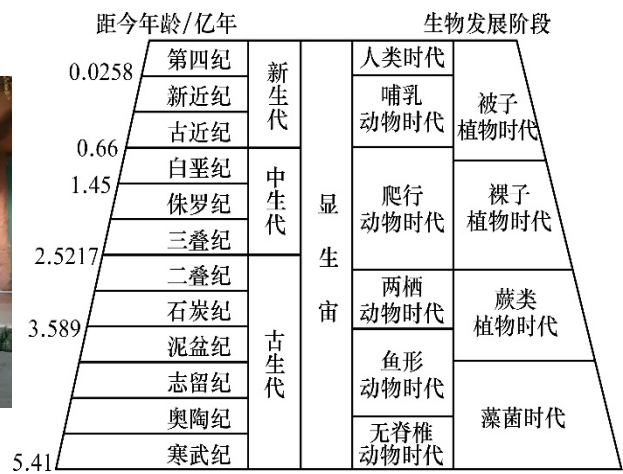 距今年龄/亿年
生物发展阶段
0.0258
0.66
1.45
2.5217
3.589
5.41
第四纪
新近纪
古近纪
白垩纪
侏罗纪
三叠纪
二叠纪
石炭纪
泥盆纪
志留纪
奥陶纪
寒武纪
新生代
中生代
古生代
显生宙
人类时代
哺乳
动物时代
爬行
动物时代
两栖
动物时代
鱼形
动物时代
无脊椎
动物时代
被子
植物时代
裸子
植物时代
蕨类
植物时代
藻菌时代